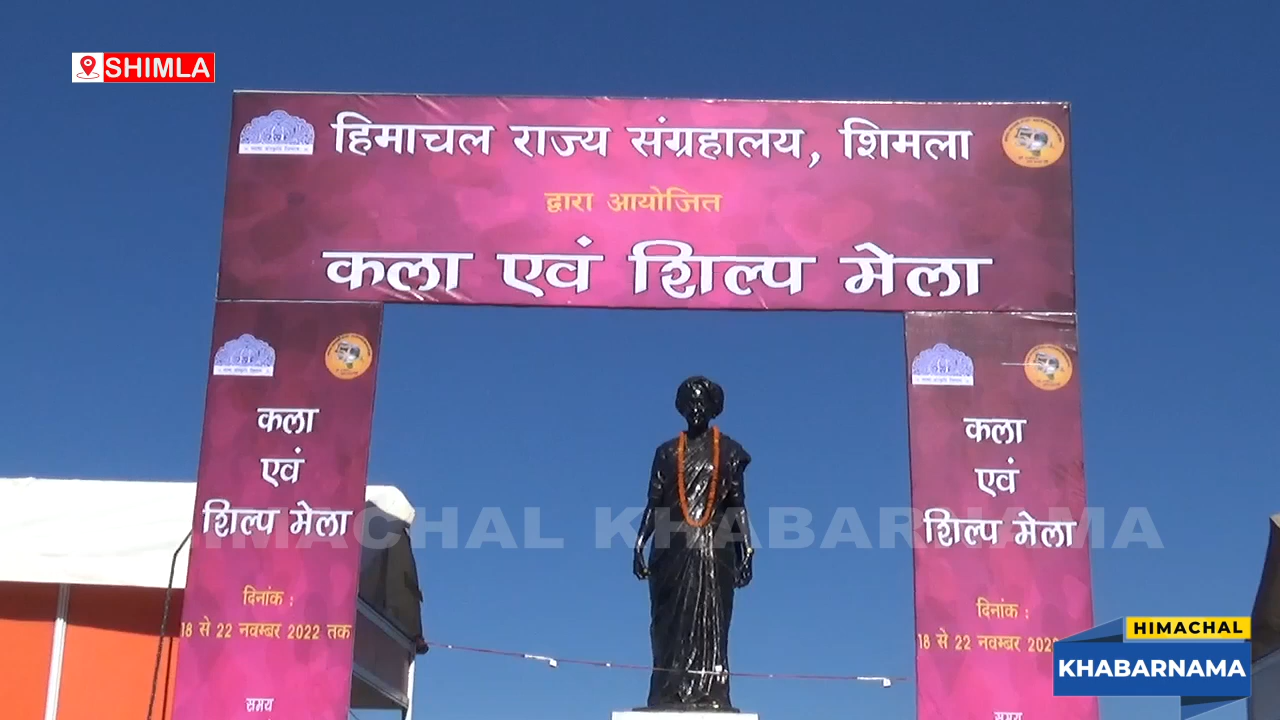 SHIMLA
हिमाचल राज्य संग्रहालय, शिमला
द्वारा आयोजित
कला एवं शिल्प मेला
कला
एवं
शिल्प मेला
दिनांक :
18 से 22 नवम्बर 2022 तक
समय
कला
एवं
शिल्प मेला
दिनांक :
18 से 22 नवम्बर
समय
HIMACHAL KHABARNAMA
HIMACHAL
KHABARNAMA